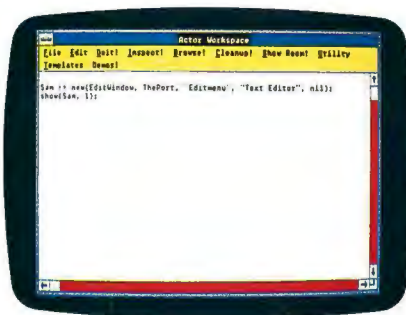 Actor Workspace
File Edit Doit! Inspect! Browse! Cleanup! Show Room! Utility
Templates Demos!
Sam := new(EditWindow, ThePort, "Editmenu", "Text Editor", nil);
show(Sam, 1);